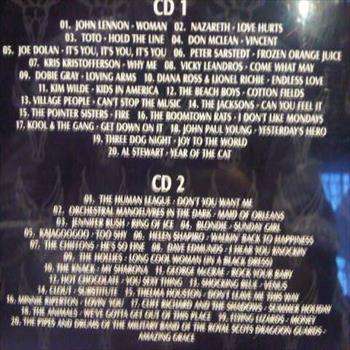 CD 1
01. JOHN LENNON - WOMAN 02. NAZARETH - LOVE HURTS
03. TOTO - HOLD THE LINE 04. DON MCLEAN - VINCENT
05. JOE DOLAN - IT'S YOU, IT'S YOU, IT'S YOU 06. PETER SARSTEDT - FROZEN ORANGE JUICE
07. KRIS KRISTOFFERSON - WHY ME 08. VICKY LEANDROS - COME WHAT MAY
09. DOBIE GRAY - LOVING ARMS 10. DIANA ROSS & LIONEL RICHIE - ENDLESS LOVE
11. KIM WILDE - KIDS IN AMERICA 12. THE BEACH BOYS - COTTON FIELDS
13. VILLAGE PEOPLE - CAN'T STOP THE MUSIC 14. THE JACKSONS - CAN YOU FEEL IT
15. THE POINTER SISTERS - FIRE 16. THE BOOMTOWN RATS - I DON'T LIKE MONDAYS
17. KOOL & THE GANG - GET DOWN ON IT 18. JOHN PAUL YOUNG - YESTERDAY'S HERO
19. THREE DOG NIGHT - JOY TO THE WORLD
20. AL STEWART - YEAR OF THE CAT
CD 2
01. THE HUMAN LEAGUE - DON'T YOU WANT ME
02. ORCHESTRAL MANOEUVRES IN THE DARK - MAID OF ORLEANS
03. JENNIFER RUSH - RING OF ICE 04. BLONDIE - SUNDAY GIRL
05. KAJAGOOGOO - TOO SHY 06. HELEN SHAPIRO - WALKIN' BACK TO HAPPINESS
07. THE CHIFFONS - HE'S SO FINE 08. DAVE EDMUNDS - I HEAR YOU KNOCKIN'
09. THE HOLLIES - LONG COOL WOMAN (IN A BLACK DRESS)
10. THE KNACK - MY SHARONA 11. GEORGE MCCRAE - ROCK YOUR BABY
12. HOT CHOCOLATE - YOU SEXY THING 13. SHOCKING BLUE - VENUS
14. CLOUT - SUBSTITUTE 15. THELMA HOUSTON - DON'T LEAVE ME THIS WAY
16. MINNIE RIPERTON - LOVIN' YOU 17. CLIFF RICHARD AND THE SHADOWS - SUMMER HOLIDAY
18. THE ANIMALS - WE'VE GOTTA GET OUT OF THIS PLACE 19. FLYING LIZARDS - MONEY
20. THE PIPES AND DRUMS OF THE MILITARY BAND OF THE ROYAL SCOTS DRAGOON GUARDS -
AMAZING GRACE